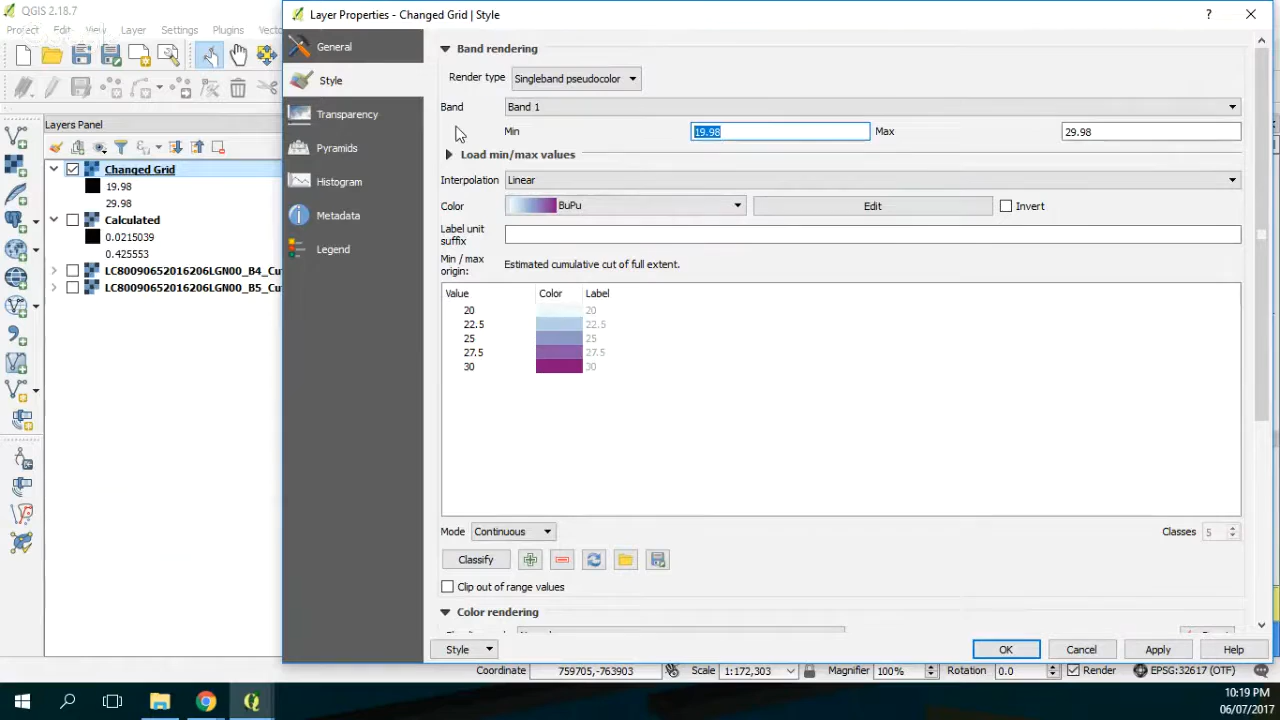 QGIS 2.18.7
Layer Properties - Changed Grid | Style
?
Project Edit View Layer Settings Plugins Vecto
General
Style
Transparency
Pyramids
Histogram
Metadata
Legend
Layers Panel
Changed Grid
19.98
29.98
Calculated
0.0215039
0.425553
LC80090652016206LGN00_B4_Cu
LC80090652016206LGN00_B5_Cu
Band rendering
Render type Singleband pseudocolor
Band Band 1
Min 19.98 Max 29.98
Load min/max values
Interpolation Linear
Color BuPu Edit Invert
Label unit
suffix
Min / max
origin: Estimated cumulative cut of full extent.
Value Color Label
20 20
22.5 22.5
25 25
27.5 27.5
30 30
Mode Continuous Classes 5
Classify
Clip out of range values
Color rendering
Style OK Cancel Apply Help
Coordinate 759705,-763903 Scale 1:172,303 Magnifier 100% Rotation 0.0 Render EPSG:32617 (OTF)
10:19 PM
06/07/2017